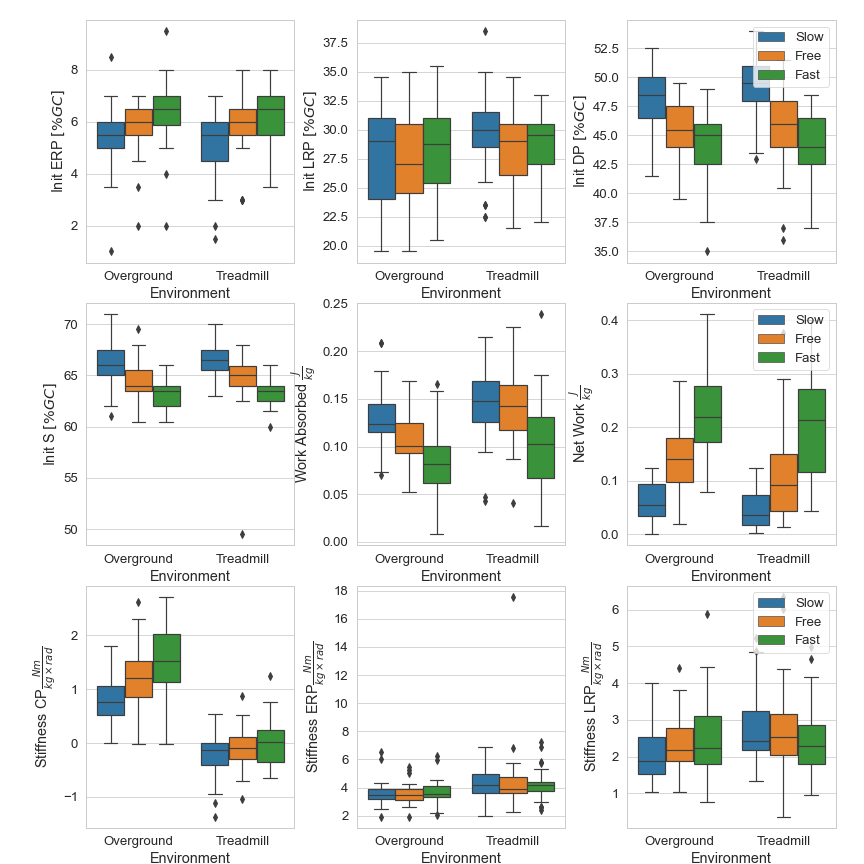 Init ERP [%GC]
8
6
4
2
Overground Treadmill
Environment
Init LRP [%GC]
37.5
35.0
32.5
30.0
27.5
25.0
22.5
20.0
Overground Treadmill
Environment
Init DP [%GC]
52.5
50.0
47.5
45.0
42.5
40.0
37.5
35.0
Slow
Free
Fast
Overground Treadmill
Environment
Init S [%GC]
70
65
60
55
50
Overground Treadmill
Environment
Work Absorbed J/kg
0.25
0.20
0.15
0.10
0.05
0.00
Overground Treadmill
Environment
Net Work J/kg
0.4
0.3
0.2
0.1
0.0
Slow
Free
Fast
Overground Treadmill
Environment
Stiffness CP Nm/kg × rad
2
1
0
−1
Overground Treadmill
Environment
Stiffness ERP Nm/kg × rad
18
16
14
12
10
8
6
4
2
Overground Treadmill
Environment
Stiffness LRP Nm/kg × rad
6
5
4
3
2
1
Slow
Free
Fast
Overground Treadmill
Environment